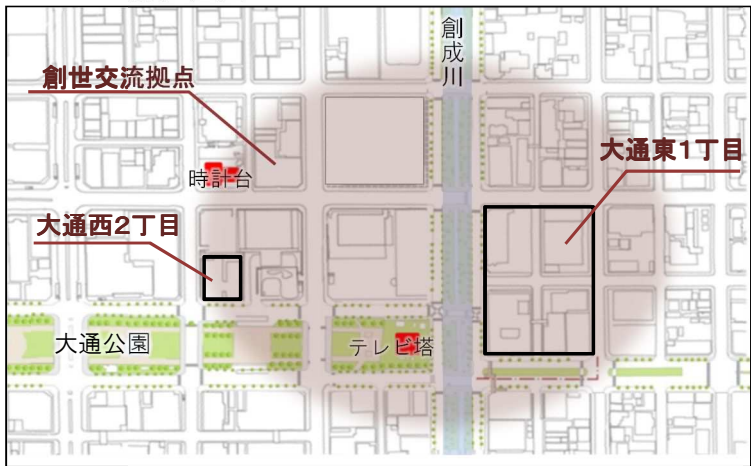 創成川
創世交流拠点
大通東1丁目
時計台
大通西2丁目
大通公園
テレビ塔